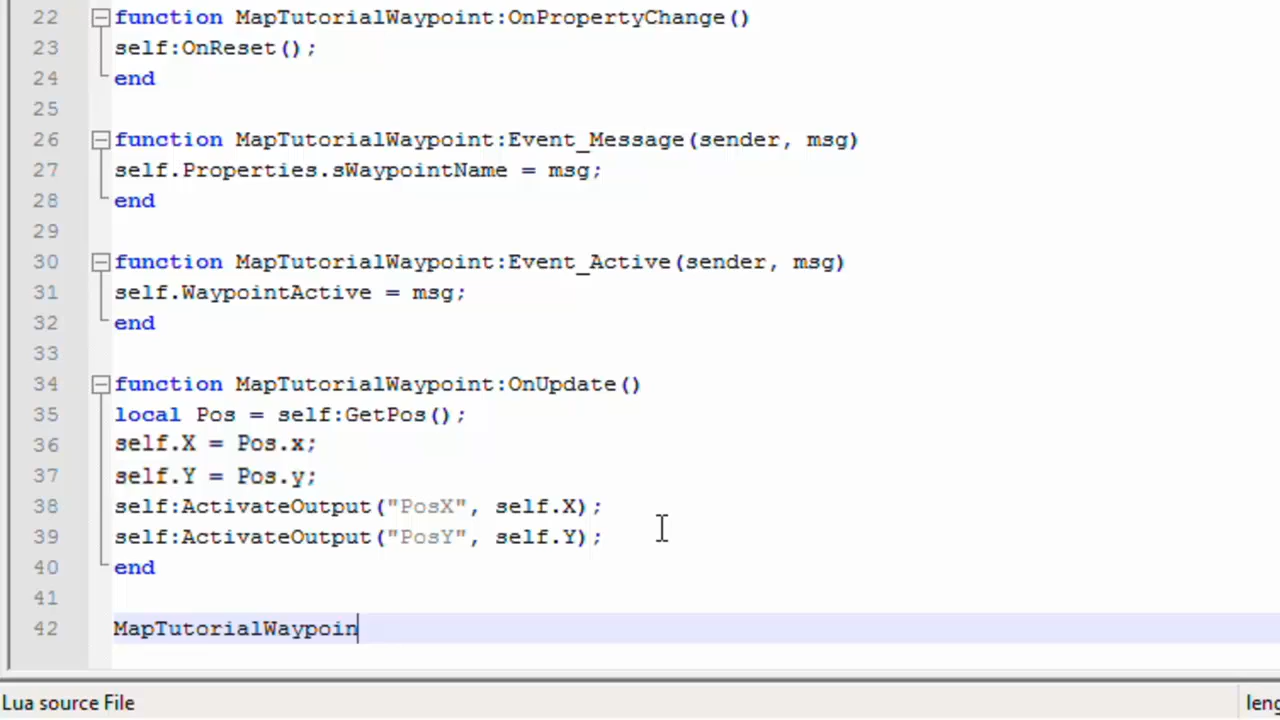 22 function MapTutorialWaypoint:OnPropertyChange()
23 self:OnReset();
24 end
25
26 function MapTutorialWaypoint:Event_Message(sender, msg)
27 self.Properties.sWaypointName = msg;
28 end
29
30 function MapTutorialWaypoint:Event_Active(sender, msg)
31 self.WaypointActive = msg;
32 end
33
34 function MapTutorialWaypoint:OnUpdate()
35 local Pos = self:GetPos();
36 self.X = Pos.x;
37 self.Y = Pos.y;
38 self:ActivateOutput("PosX", self.X);
39 self:ActivateOutput("PosY", self.Y);
40 end
41
42 MapTutorialWaypoin
Lua source File leng